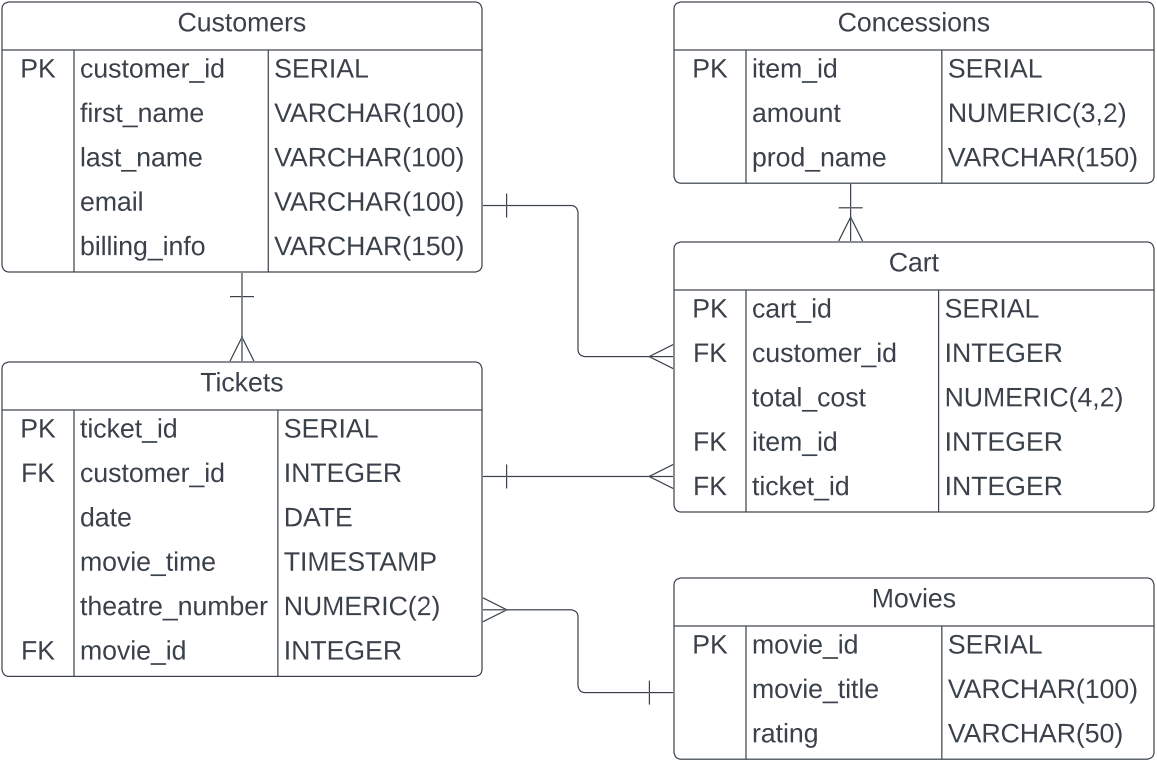 Customers
PK customer_id SERIAL
first_name VARCHAR(100)
last_name VARCHAR(100)
email VARCHAR(100)
billing_info VARCHAR(150)
Concessions
PK item_id SERIAL
amount NUMERIC(3,2)
prod_name VARCHAR(150)
Cart
PK cart_id SERIAL
FK customer_id INTEGER
total_cost NUMERIC(4,2)
FK item_id INTEGER
FK ticket_id INTEGER
Tickets
PK ticket_id SERIAL
FK customer_id INTEGER
date DATE
movie_time TIMESTAMP
theatre_number NUMERIC(2)
FK movie_id INTEGER
Movies
PK movie_id SERIAL
movie_title VARCHAR(100)
rating VARCHAR(50)